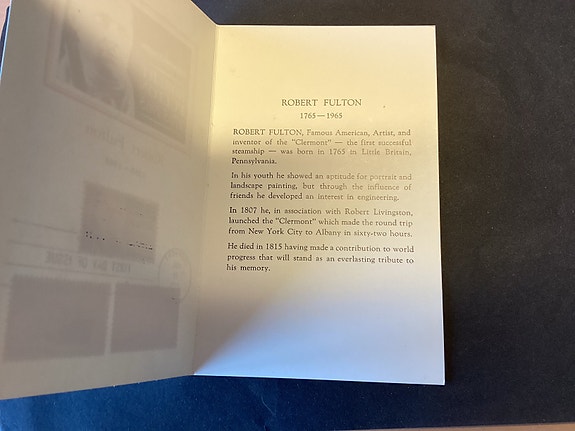 ROBERT FULTON
1765—1965
ROBERT FULTON, Famous American, Artist, and
inventor of the "Clermont" — the first successful
steamship — was born in 1765 in Little Britain,
Pennsylvania.
In his youth he showed an aptitude for portrait and
landscape painting, but through the influence of
friends he developed an interest in engineering.
In 1807 he, in association with Robert Livingston,
launched the "Clermont" which made the round trip
from New York City to Albany in sixty-two hours.
He died in 1815 having made a contribution to world
progress that will stand as an everlasting tribute to
his memory.